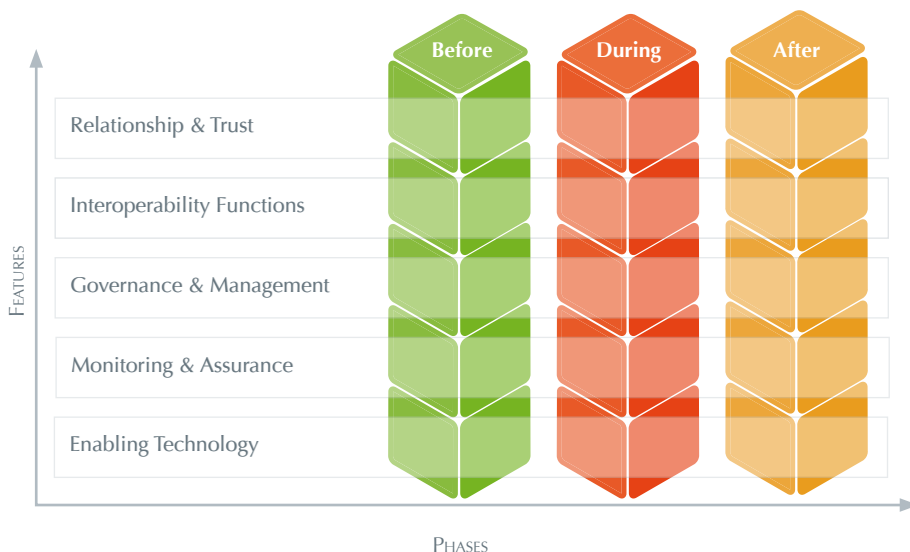 Before
During
After
Relationship & Trust
Interoperability Functions
Governance & Management
Monitoring & Assurance
Enabling Technology
Features
Phases